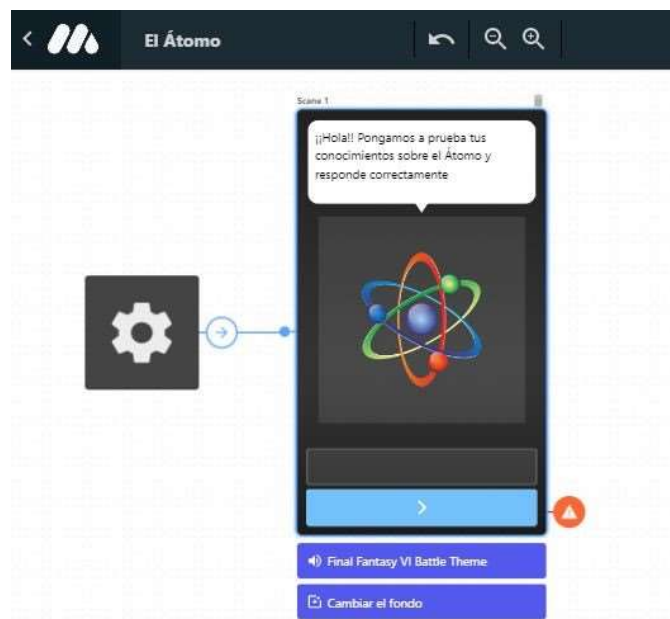 El Átomo
Scene 1
¡¡Hola!! Pongamos a prueba tus
conocimientos sobre el Átomo y
responde correctamente
Final Fantasy VI Battle Theme
Cambiar el fondo